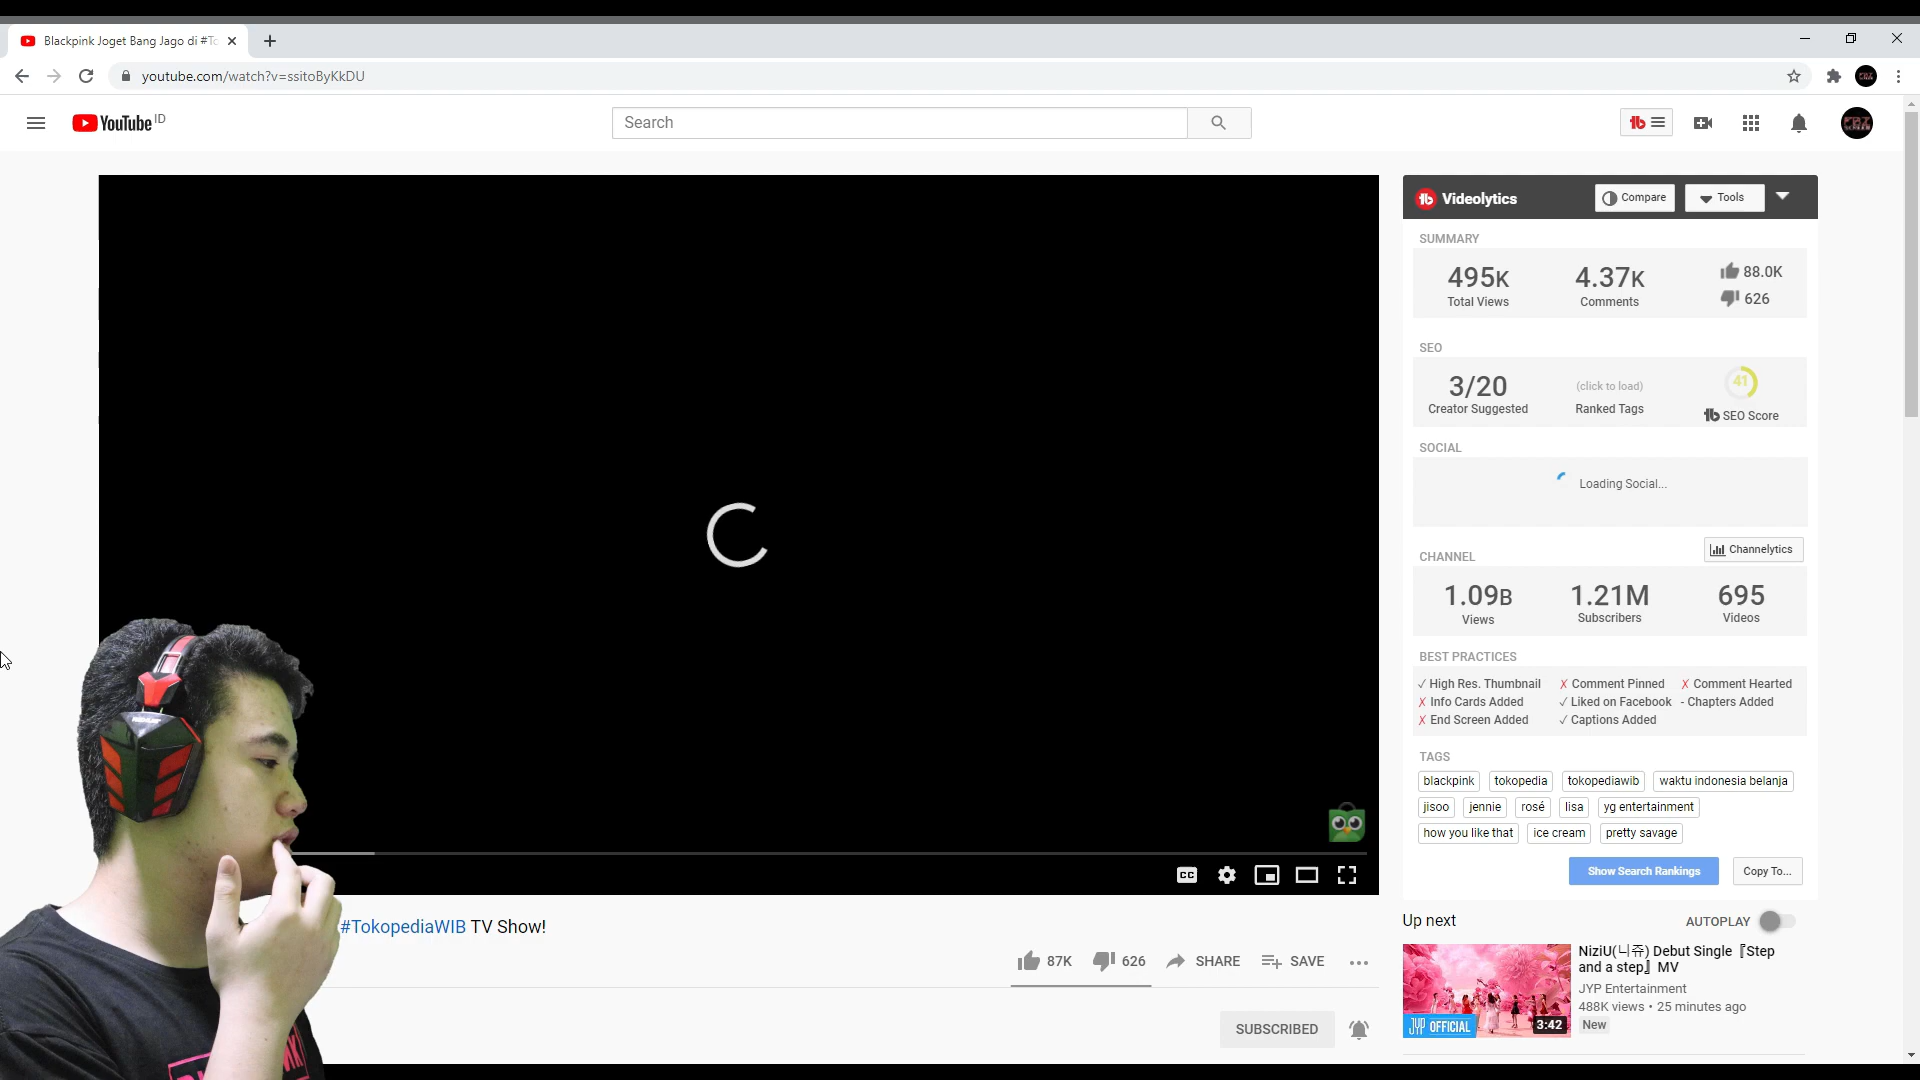 Blackpink Joget Bang Jago di #To
youtube.com/watch?v=ssitoByKkDU
YouTube ID
Search
Videolytics
Compare
Tools
SUMMARY
495K
4.37K
88.0K
Total Views
Comments
626
SEO
3/20
(click to load)
41
Creator Suggested
Ranked Tags
SEO Score
SOCIAL
Loading Social...
CHANNEL
Channelytics
1.09B
1.21M
695
Views
Subscribers
Videos
BEST PRACTICES
✓ High Res. Thumbnail
✗ Comment Pinned
✗ Comment Hearted
✗ Info Cards Added
✓ Liked on Facebook
- Chapters Added
✗ End Screen Added
✓ Captions Added
TAGS
blackpink
tokopedia
tokopediawib
waktu indonesia belanja
jisoo
jennie
rosé
lisa
yg entertainment
how you like that
ice cream
pretty savage
Show Search Rankings
Copy To...
CC
#TokopediaWIB TV Show!
87K
626
SHARE
SAVE
SUBSCRIBED
Up next
AUTOPLAY
NiziU(니쥬) Debut Single『Step
and a step』MV
JYP Entertainment
488K views • 25 minutes ago
New
JYP OFFICIAL
3:42